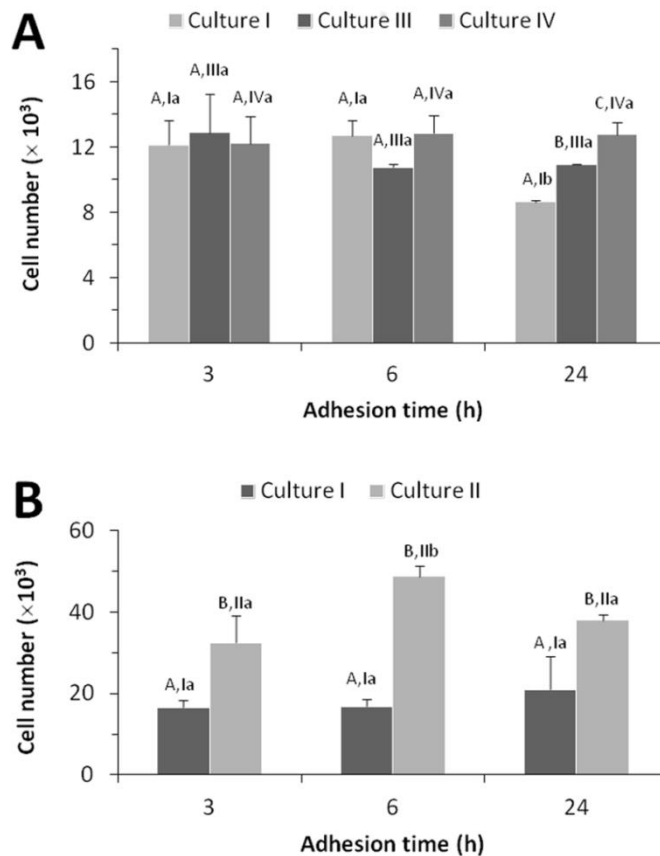 A
Culture I Culture III Culture IV
Cell number (× 10³)
16
12
8
4
0
A,Ia A,IIIa A,IVa A,Ia A,IIIa A,IVa A,Ib B,IIIa C,IVa
3 6 24
Adhesion time (h)
B
Culture I Culture II
Cell number (×10³)
60
40
20
0
A,Ia B,IIa A,Ia B,IIb A,Ia B,IIa
3 6 24
Adhesion time (h)